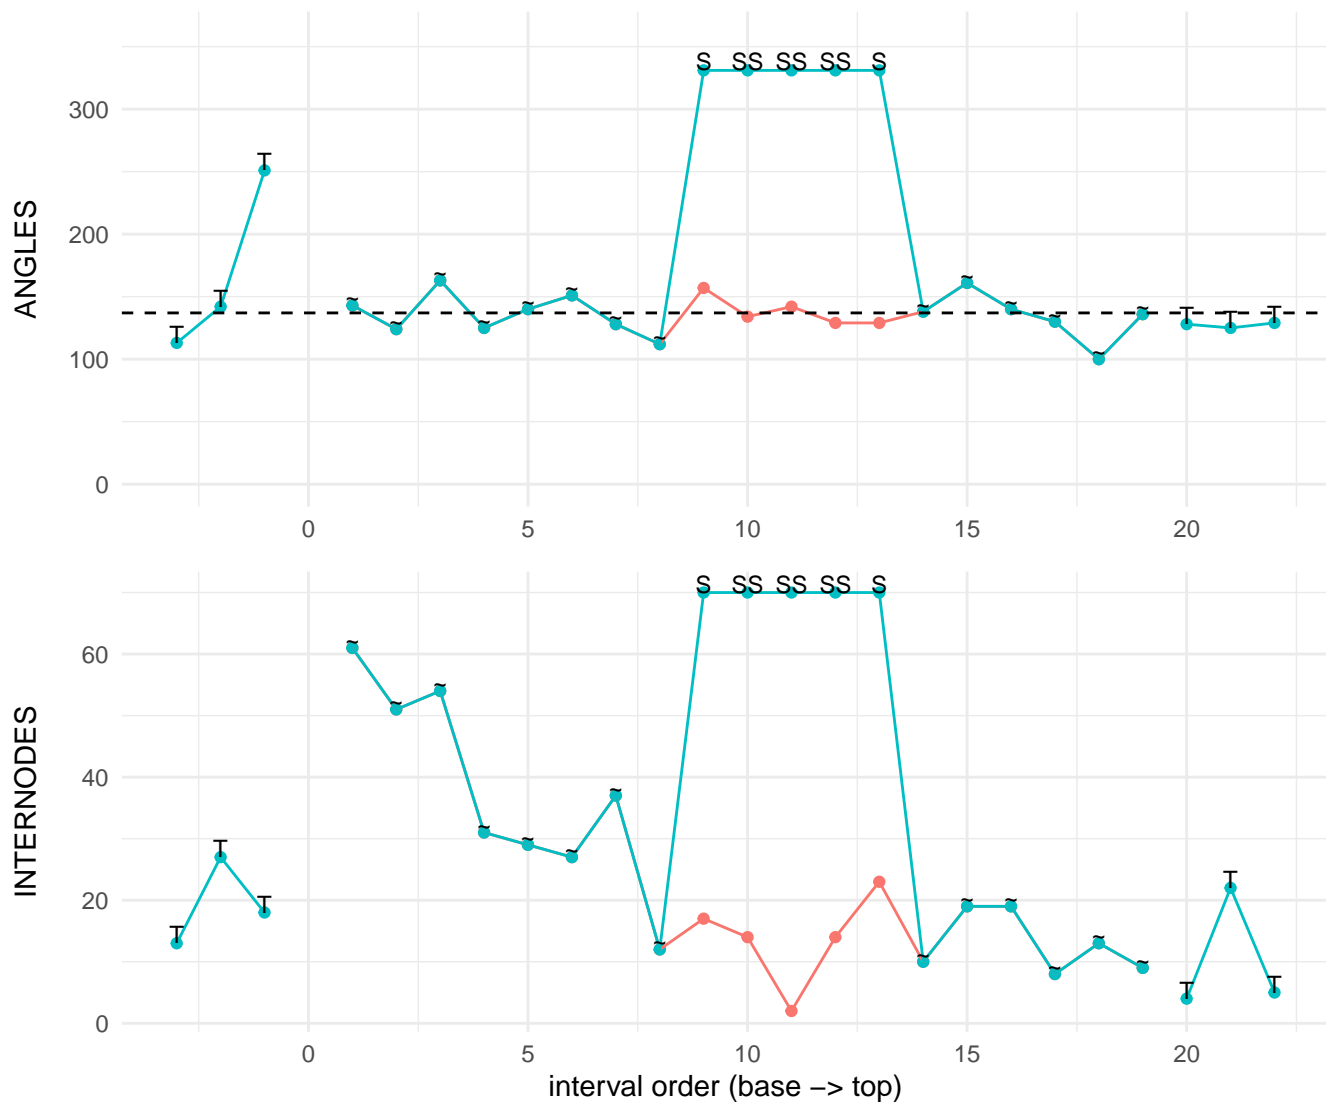 ANGLES
300
200
100
0
T T T ~ ~ ~ ~ ~ ~ ~ ~ S SS SS SS S ~ ~ ~ ~ ~ ~ T T T
0 5 10 15 20
INTERNODES
60
40
20
0
T T T ~ ~ ~ ~ ~ ~ ~ ~ S SS SS SS S ~ ~ ~ ~ ~ ~ T T T
0 5 10 15 20
interval order (base −> top)